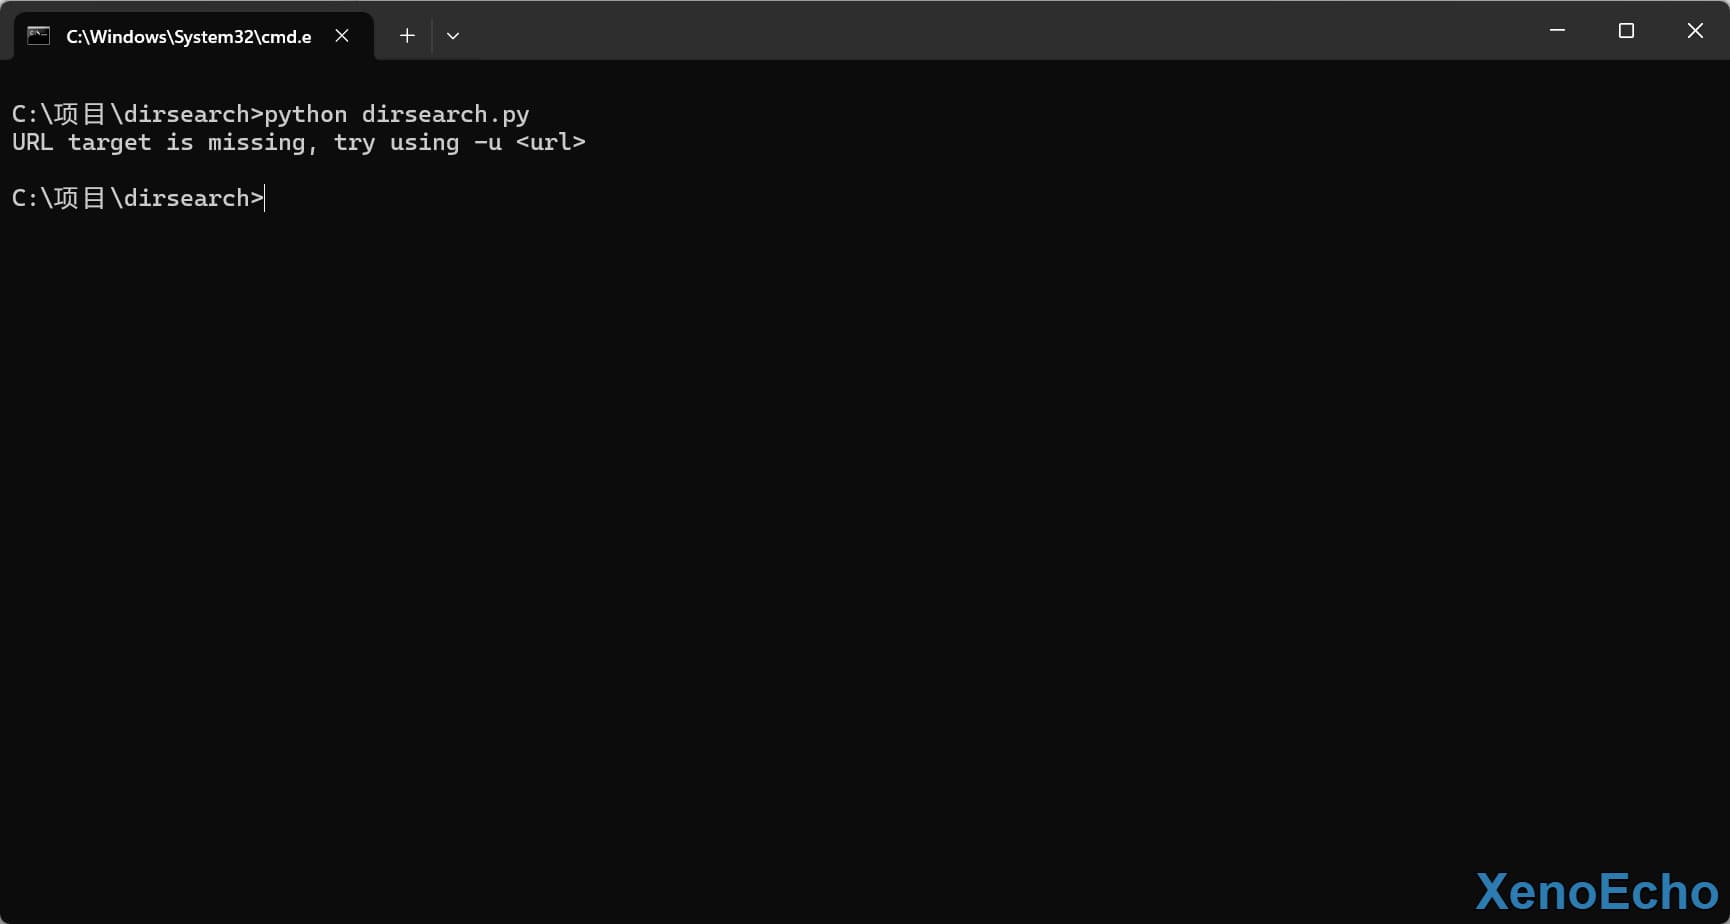 C:\Windows\System32\cmd.e
C:\项目\dirsearch>python dirsearch.py
URL target is missing, try using -u <url>
C:\项目\dirsearch>
XenoEcho